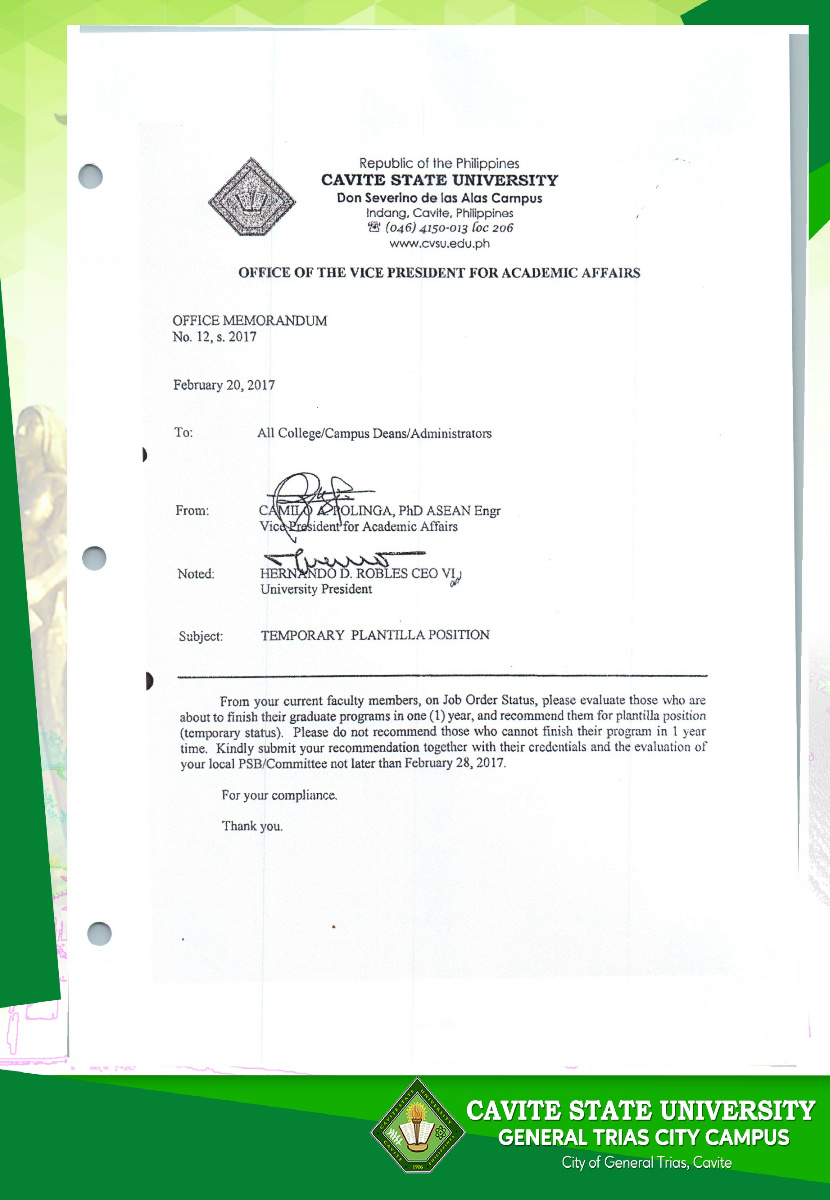 Republic of the Philippines
CAVITE STATE UNIVERSITY
Don Severino de las Alas Campus
Indang, Cavite, Philippines
☏ (046) 4150-013 loc 206
www.cvsu.edu.ph
OFFICE OF THE VICE PRESIDENT FOR ACADEMIC AFFAIRS
OFFICE MEMORANDUM
No. 12, s. 2017
February 20, 2017
To: All College/Campus Deans/Administrators
From: CAMILO A. POLINGA, PhD ASEAN Engr
Vice President for Academic Affairs
Noted: HERNANDO D. ROBLES CEO VI
University President
Subject: TEMPORARY PLANTILLA POSITION
From your current faculty members, on Job Order Status, please evaluate those who are
about to finish their graduate programs in one (1) year, and recommend them for plantilla position
(temporary status). Please do not recommend those who cannot finish their program in 1 year
time. Kindly submit your recommendation together with their credentials and the evaluation of
your local PSB/Committee not later than February 28, 2017.
For your compliance.
Thank you.
CAVITE STATE UNIVERSITY
GENERAL TRIAS CITY CAMPUS
City of General Trias, Cavite